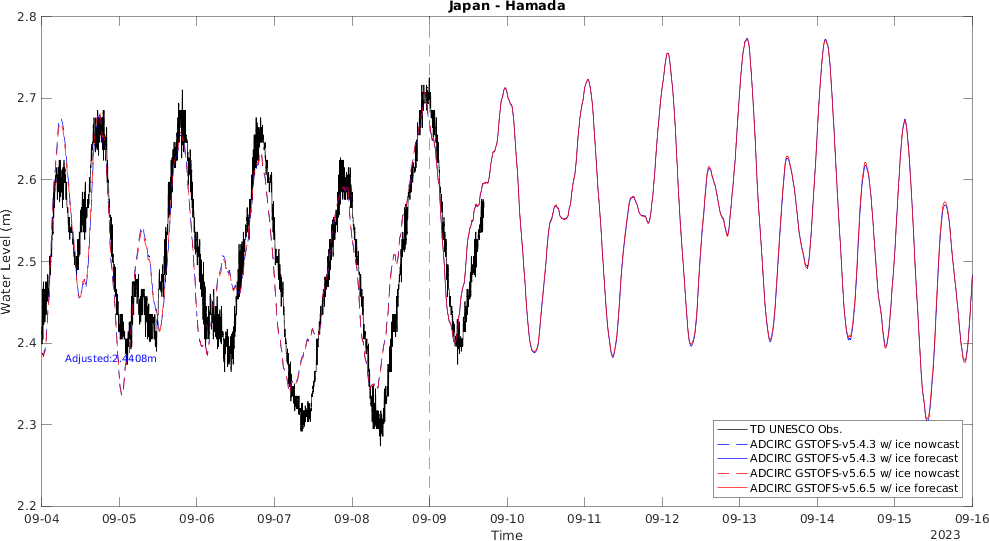 Japan - Hamada
2.8
2.7
2.6
2.5
2.4
2.3
2.2
Water Level (m)
Adjusted:2.4408m
TD UNESCO Obs.
ADCIRC GSTOFS-v5.4.3 w/ ice nowcast
ADCIRC GSTOFS-v5.4.3 w/ ice forecast
ADCIRC GSTOFS-v5.6.5 w/ ice nowcast
ADCIRC GSTOFS-v5.6.5 w/ ice forecast
09-04 09-05 09-06 09-07 09-08 09-09 09-10 09-11 09-12 09-13 09-14 09-15 09-16
Time
2023